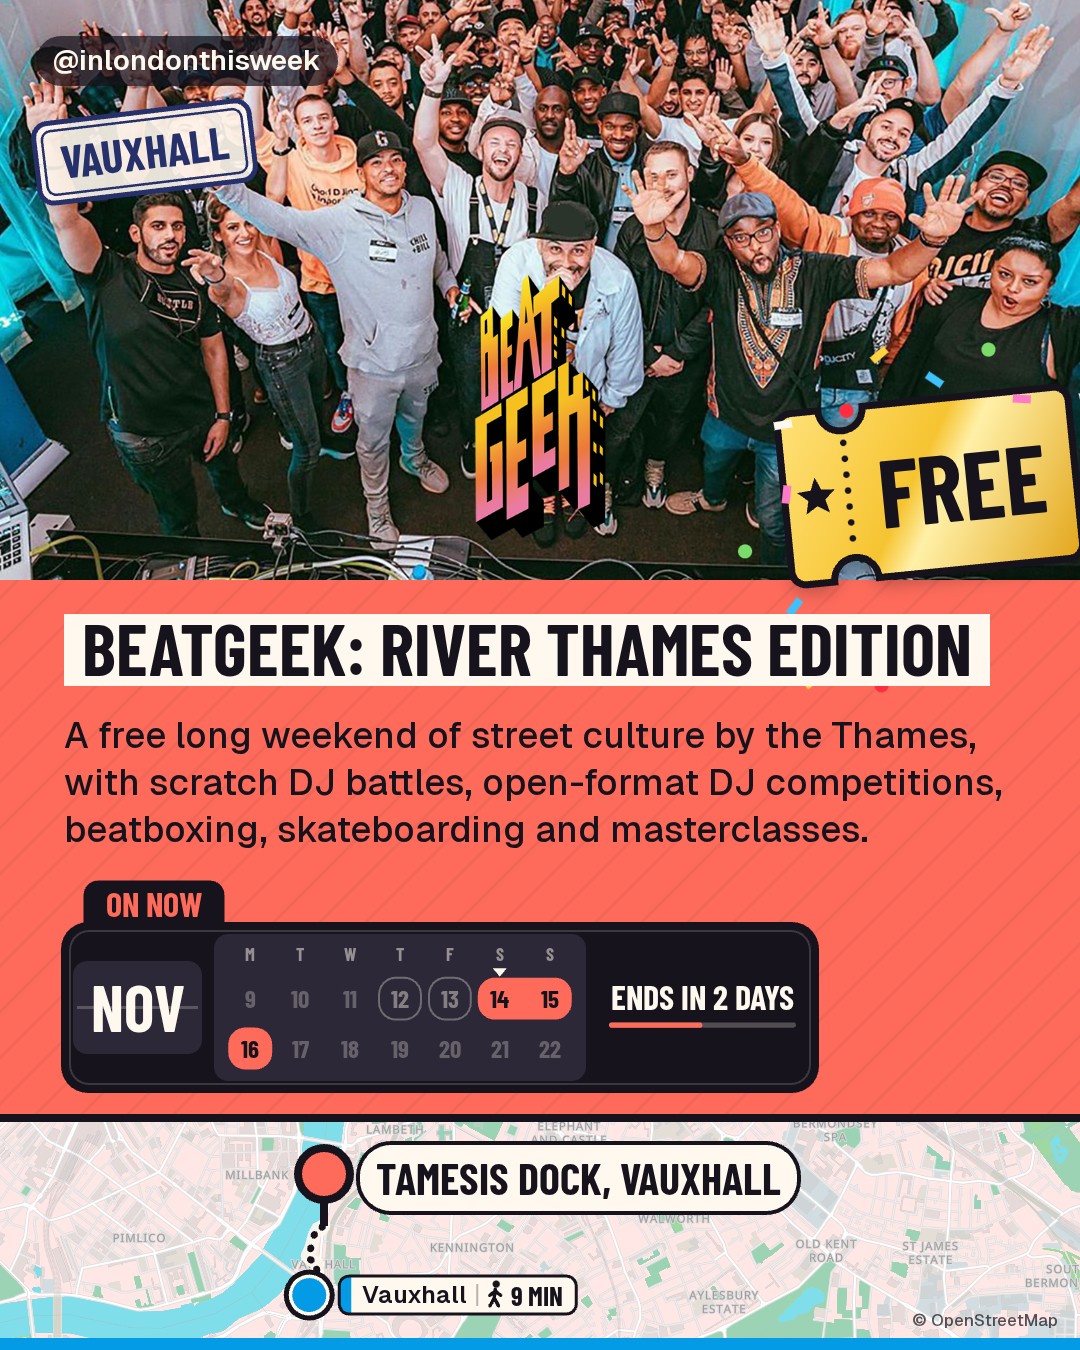 @inlondonthisweek
VAUXHALL
HUSTLE
CHILL
+BILL
DJCITY
BEAT
GEEK
FREE
BEATGEEK: RIVER THAMES EDITION
A free long weekend of street culture by the Thames,
with scratch DJ battles, open-format DJ competitions,
beatboxing, skateboarding and masterclasses.
ON NOW
NOV
M T W T F S S
9 10 11 12 13 14 15
16 17 18 19 20 21 22
ENDS IN 2 DAYS
LAMBETH
ELEPHANT
AND CASTLE
BERMONDSEY
SPA
MILLBANK
TAMESIS DOCK, VAUXHALL
WALWORTH
PIMLICO
KENNINGTON
OLD KENT
ROAD
ST JAMES
ESTATE
Vauxhall | 9 MIN
AYLESBURY
ESTATE
© OpenStreetMap